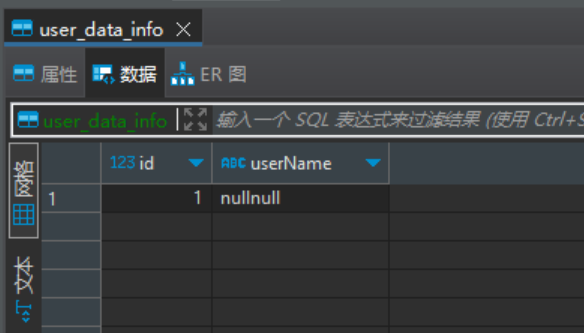 user_data_info ×
属性 数据 ER 图
user_data_info 输入一个 SQL 表达式来过滤结果 (使用 Ctrl+S
网格
123 id ABC userName
1 1 nullnull
文本